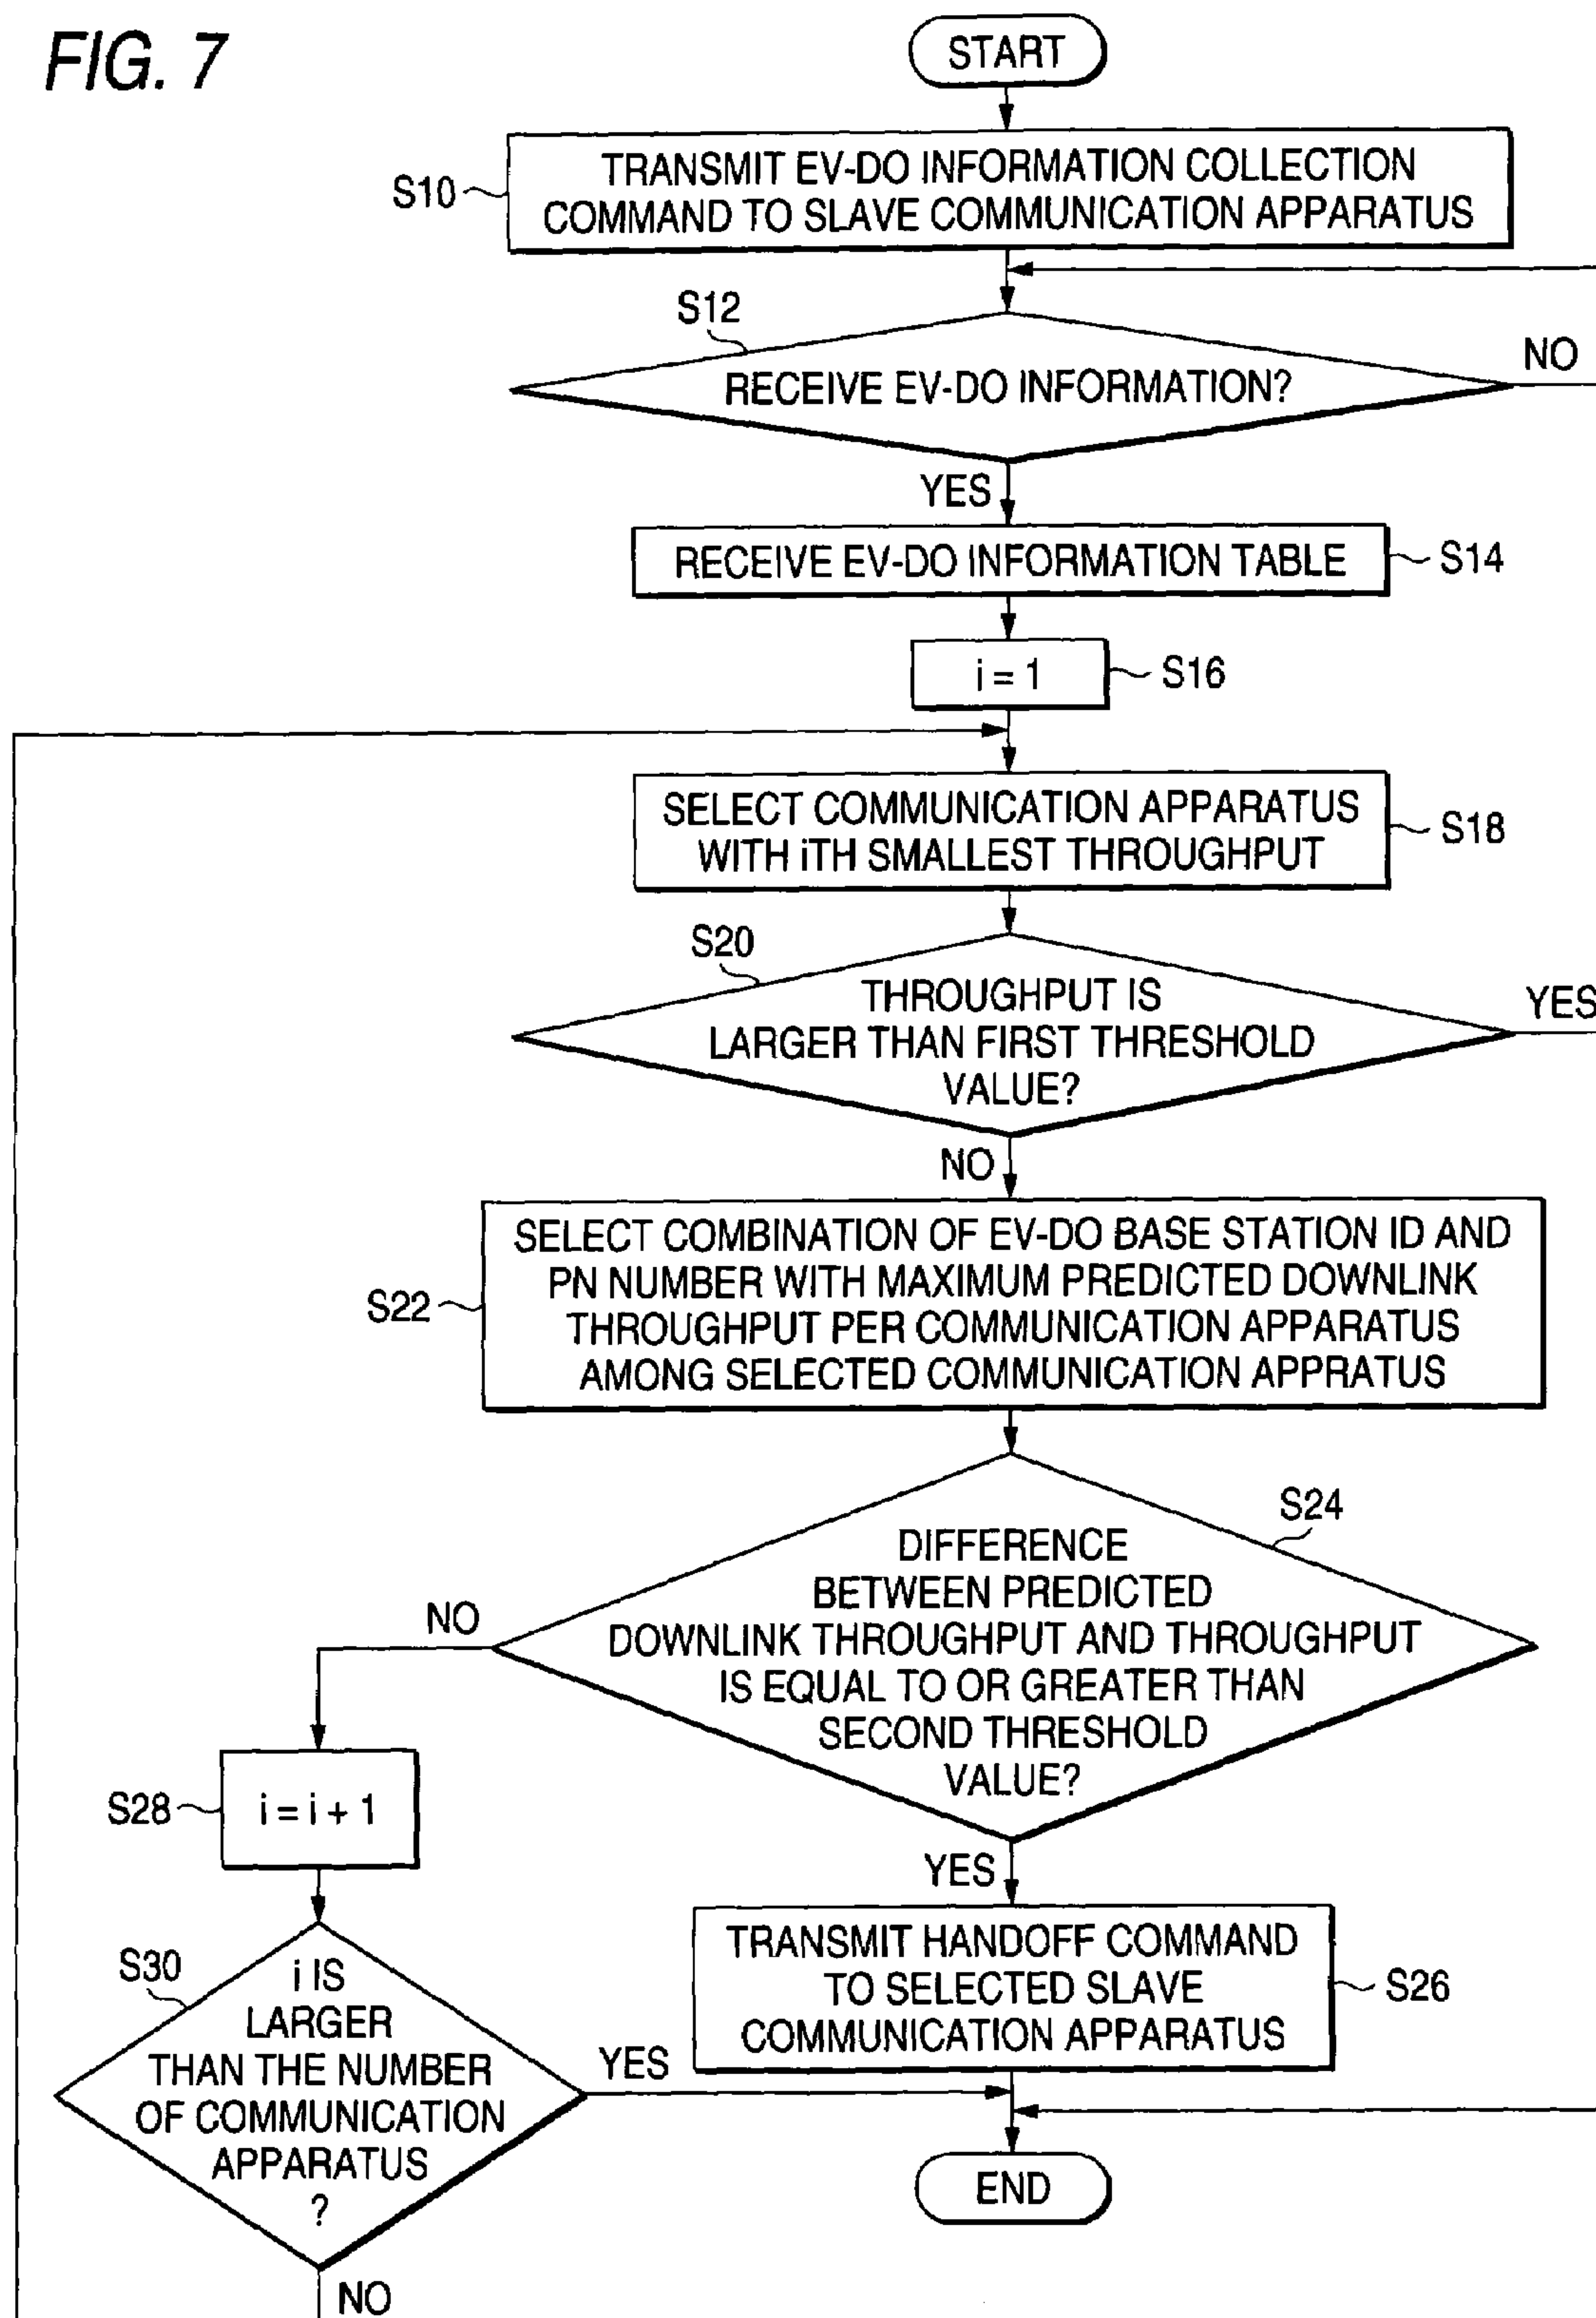 FIG. 7
START
S10
TRANSMIT EV-DO INFORMATION COLLECTION
COMMAND TO SLAVE COMMUNICATION APPARATUS
S12
RECEIVE EV-DO INFORMATION?
NO
YES
RECEIVE EV-DO INFORMATION TABLE
S14
i = 1
S16
SELECT COMMUNICATION APPARATUS
WITH iTH SMALLEST THROUGHPUT
S18
S20
THROUGHPUT IS
LARGER THAN FIRST THRESHOLD
VALUE?
YES
NO
S22
SELECT COMBINATION OF EV-DO BASE STATION ID AND
PN NUMBER WITH MAXIMUM PREDICTED DOWNLINK
THROUGHPUT PER COMMUNICATION APPARATUS
AMONG SELECTED COMMUNICATION APPRATUS
S24
DIFFERENCE
BETWEEN PREDICTED
DOWNLINK THROUGHPUT AND THROUGHPUT
IS EQUAL TO OR GREATER THAN
SECOND THRESHOLD
VALUE?
NO
S28
i = i + 1
YES
TRANSMIT HANDOFF COMMAND
TO SELECTED SLAVE
COMMUNICATION APPARATUS
S26
S30
i IS
LARGER
THAN THE NUMBER
OF COMMUNICATION
APPARATUS
?
YES
END
NO